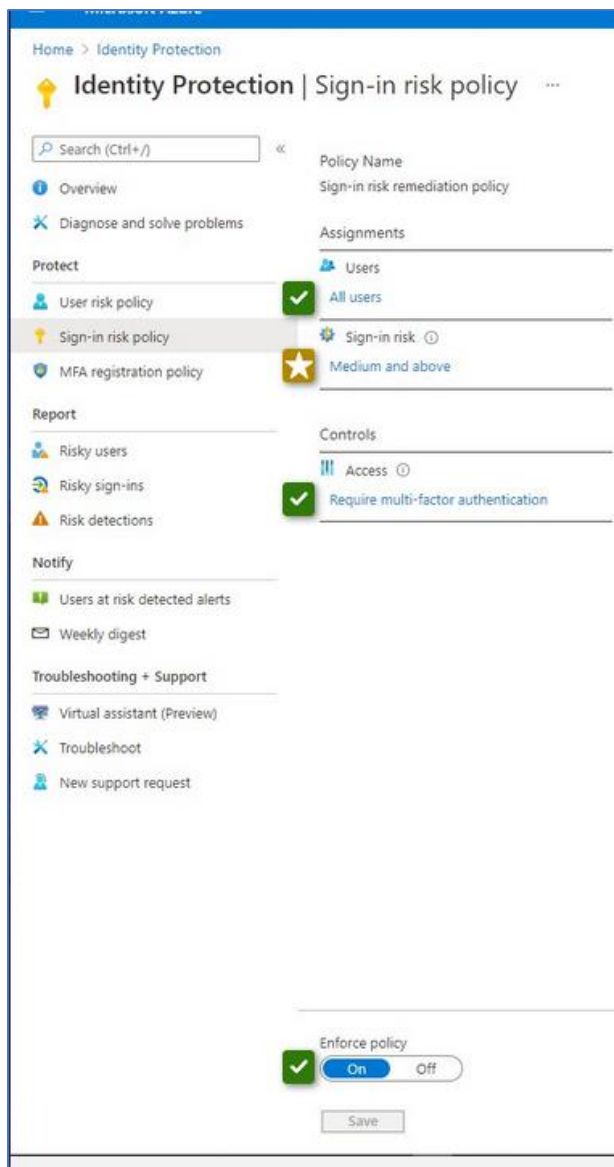 Microsoft Azure
Home > Identity Protection
Identity Protection | Sign-in risk policy ...
Search (Ctrl+/)
«
Overview
Diagnose and solve problems
Protect
User risk policy
Sign-in risk policy
MFA registration policy
Report
Risky users
Risky sign-ins
Risk detections
Notify
Users at risk detected alerts
Weekly digest
Troubleshooting + Support
Virtual assistant (Preview)
Troubleshoot
New support request
Policy Name
Sign-in risk remediation policy
Assignments
Users
All users
Sign-in risk
Medium and above
Controls
Access
Require multi-factor authentication
Enforce policy
On Off
Save